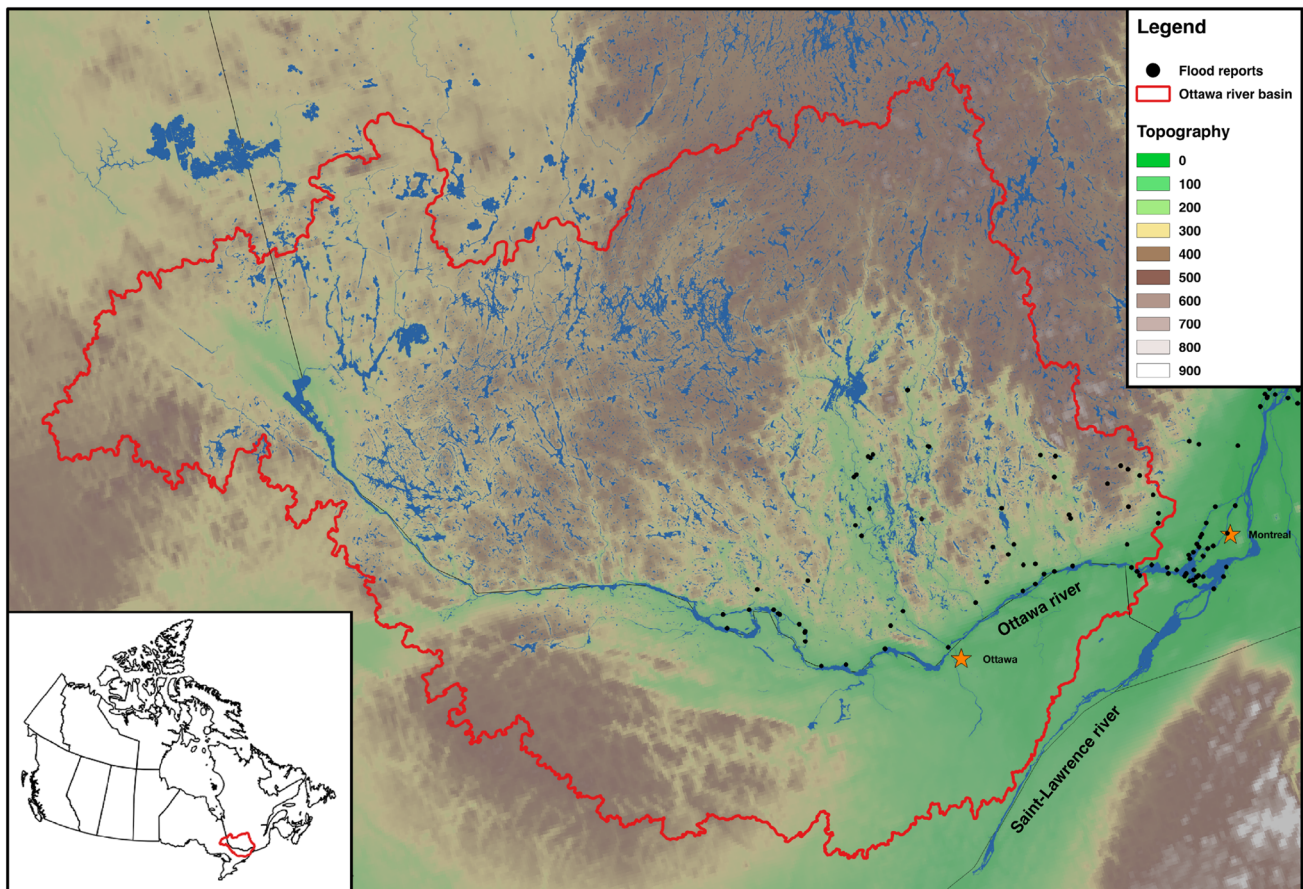 Legend
Flood reports
Ottawa river basin
Topography
0
100
200
300
400
500
600
700
800
900
Montreal
Ottawa river
Ottawa
Saint-Lawrence river